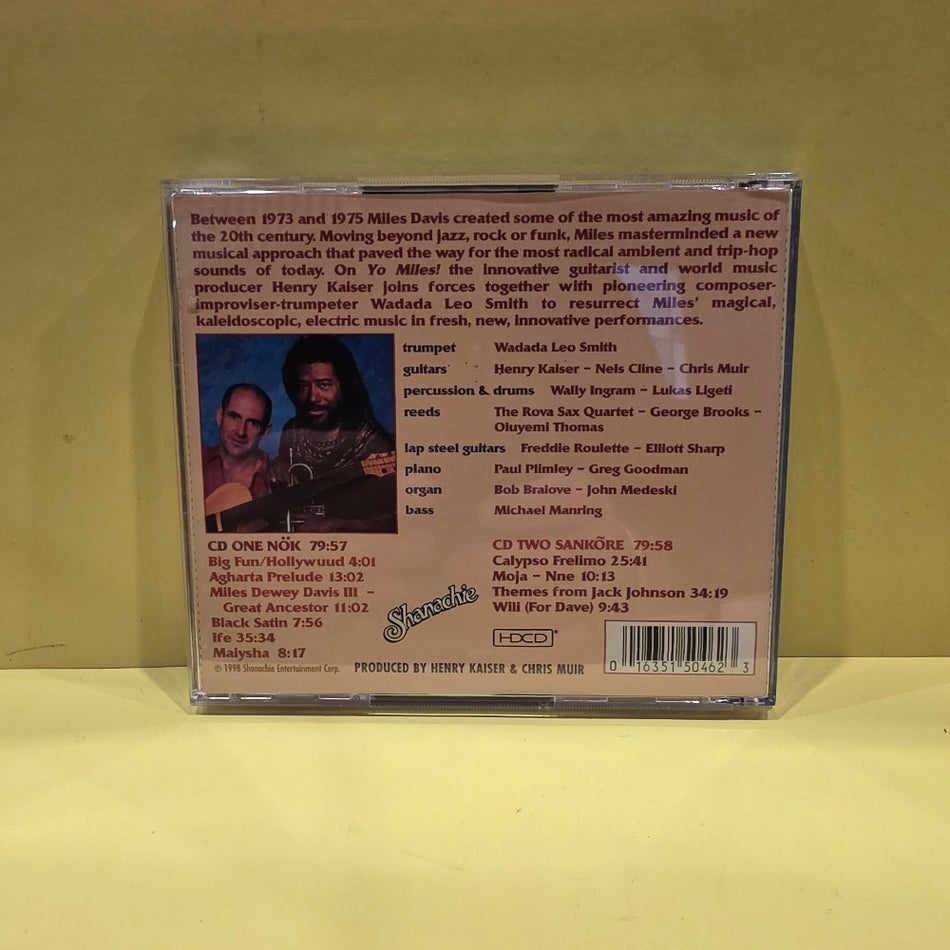 Between 1973 and 1975 Miles Davis created some of the most amazing music of
the 20th century. Moving beyond jazz, rock or funk, Miles masterminded a new
musical approach that paved the way for the most radical ambient and trip-hop
sounds of today. On Yo Miles! the innovative guitarist and world music
producer Henry Kaiser joins forces together with pioneering composer-
improviser-trumpeter Wadada Leo Smith to resurrect Miles' magical,
kaleidoscopic, electric music in fresh, new, innovative performances.
trumpet Wadada Leo Smith
guitars Henry Kaiser – Nels Cline – Chris Muir
percussion & drums Wally Ingram – Lukas Ligeti
reeds The Rova Sax Quartet – George Brooks –
Oluyemi Thomas
lap steel guitars Freddie Roulette – Elliott Sharp
piano Paul Plimley – Greg Goodman
organ Bob Bralove – John Medeski
bass Michael Manring
CD ONE NÖK 79:57
Big Fun/Hollywuud 4:01
Agharta Prelude 13:02
Miles Dewey Davis III –
Great Ancestor 11:02
Black Satin 7:56
Ife 35:34
Maiysha 8:17
CD TWO SANKÕRE 79:58
Calypso Frelimo 25:41
Moja – Nne 10:13
Themes from Jack Johnson 34:19
Wili (For Dave) 9:43
Shanachie
HDCD
℗ 1998 Shanachie Entertainment Corp.
PRODUCED BY HENRY KAISER & CHRIS MUIR
0 16351 50462 3